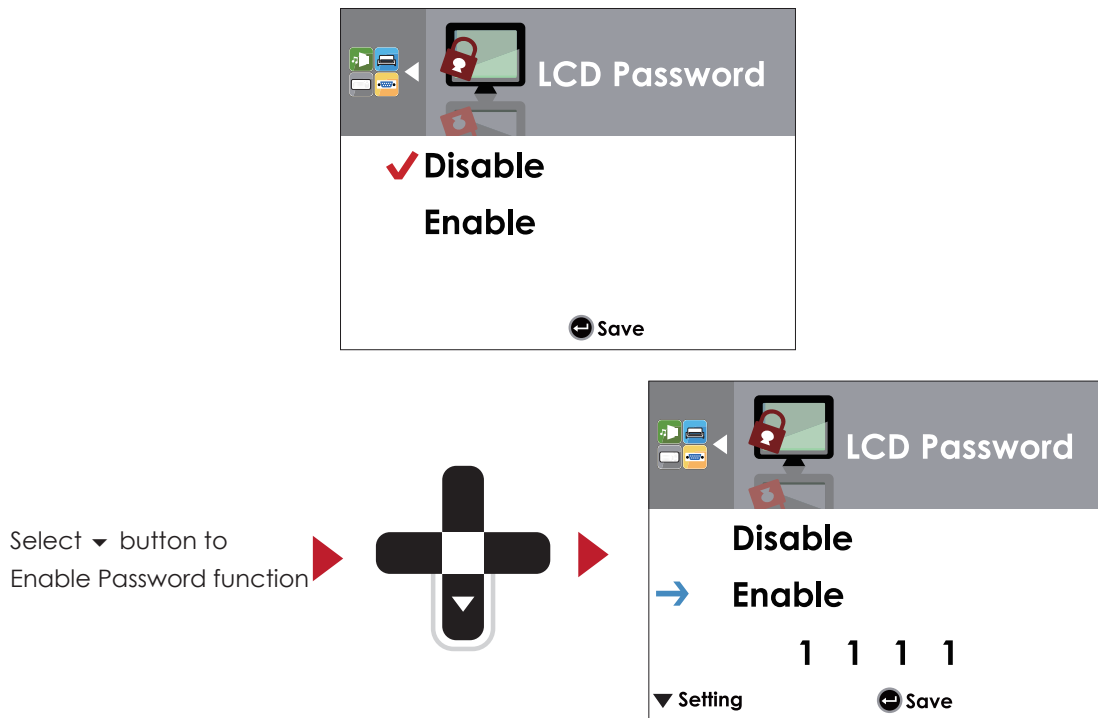 LCD Password
Disable
Enable
Save
Select button to
Enable Password function
LCD Password
Disable
Enable
1 1 1 1
Setting Save